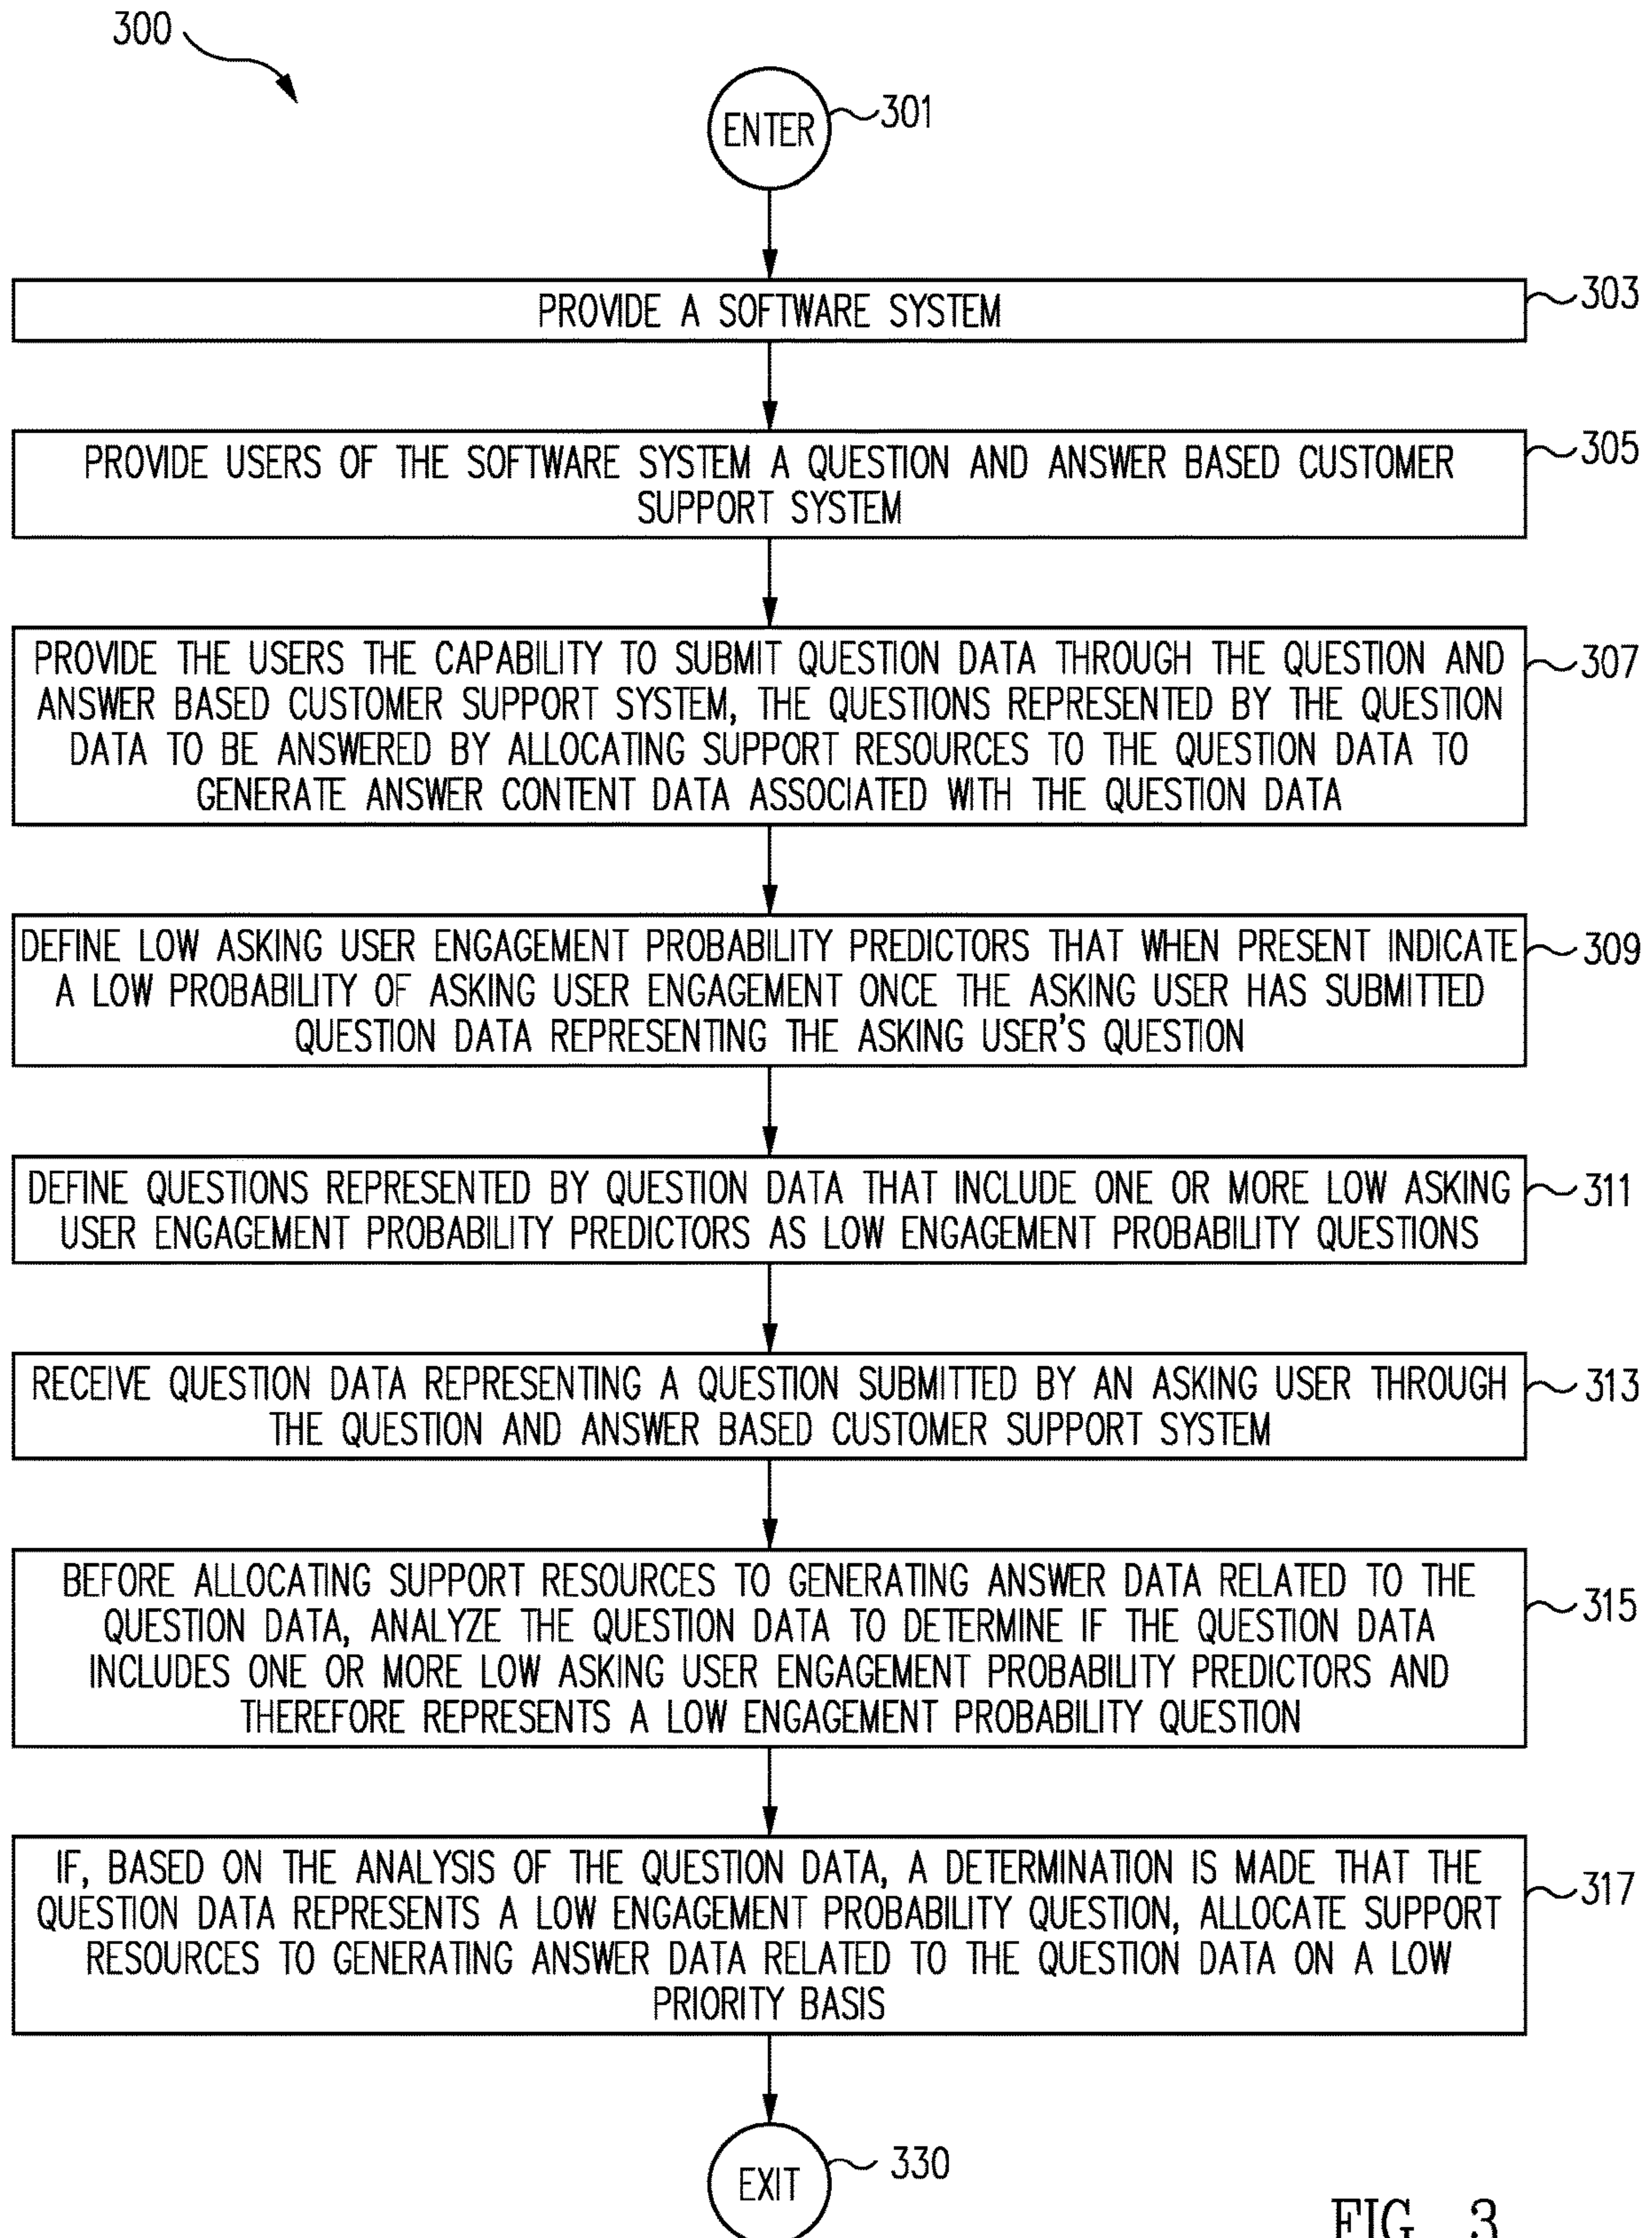 300
ENTER
301
PROVIDE A SOFTWARE SYSTEM
303
PROVIDE USERS OF THE SOFTWARE SYSTEM A QUESTION AND ANSWER BASED CUSTOMER
SUPPORT SYSTEM
305
PROVIDE THE USERS THE CAPABILITY TO SUBMIT QUESTION DATA THROUGH THE QUESTION AND
ANSWER BASED CUSTOMER SUPPORT SYSTEM, THE QUESTIONS REPRESENTED BY THE QUESTION
DATA TO BE ANSWERED BY ALLOCATING SUPPORT RESOURCES TO THE QUESTION DATA TO
GENERATE ANSWER CONTENT DATA ASSOCIATED WITH THE QUESTION DATA
307
DEFINE LOW ASKING USER ENGAGEMENT PROBABILITY PREDICTORS THAT WHEN PRESENT INDICATE
A LOW PROBABILITY OF ASKING USER ENGAGEMENT ONCE THE ASKING USER HAS SUBMITTED
QUESTION DATA REPRESENTING THE ASKING USER'S QUESTION
309
DEFINE QUESTIONS REPRESENTED BY QUESTION DATA THAT INCLUDE ONE OR MORE LOW ASKING
USER ENGAGEMENT PROBABILITY PREDICTORS AS LOW ENGAGEMENT PROBABILITY QUESTIONS
311
RECEIVE QUESTION DATA REPRESENTING A QUESTION SUBMITTED BY AN ASKING USER THROUGH
THE QUESTION AND ANSWER BASED CUSTOMER SUPPORT SYSTEM
313
BEFORE ALLOCATING SUPPORT RESOURCES TO GENERATING ANSWER DATA RELATED TO THE
QUESTION DATA, ANALYZE THE QUESTION DATA TO DETERMINE IF THE QUESTION DATA
INCLUDES ONE OR MORE LOW ASKING USER ENGAGEMENT PROBABILITY PREDICTORS AND
THEREFORE REPRESENTS A LOW ENGAGEMENT PROBABILITY QUESTION
315
IF, BASED ON THE ANALYSIS OF THE QUESTION DATA, A DETERMINATION IS MADE THAT THE
QUESTION DATA REPRESENTS A LOW ENGAGEMENT PROBABILITY QUESTION, ALLOCATE SUPPORT
RESOURCES TO GENERATING ANSWER DATA RELATED TO THE QUESTION DATA ON A LOW
PRIORITY BASIS
317
EXIT
330
FIG. 3